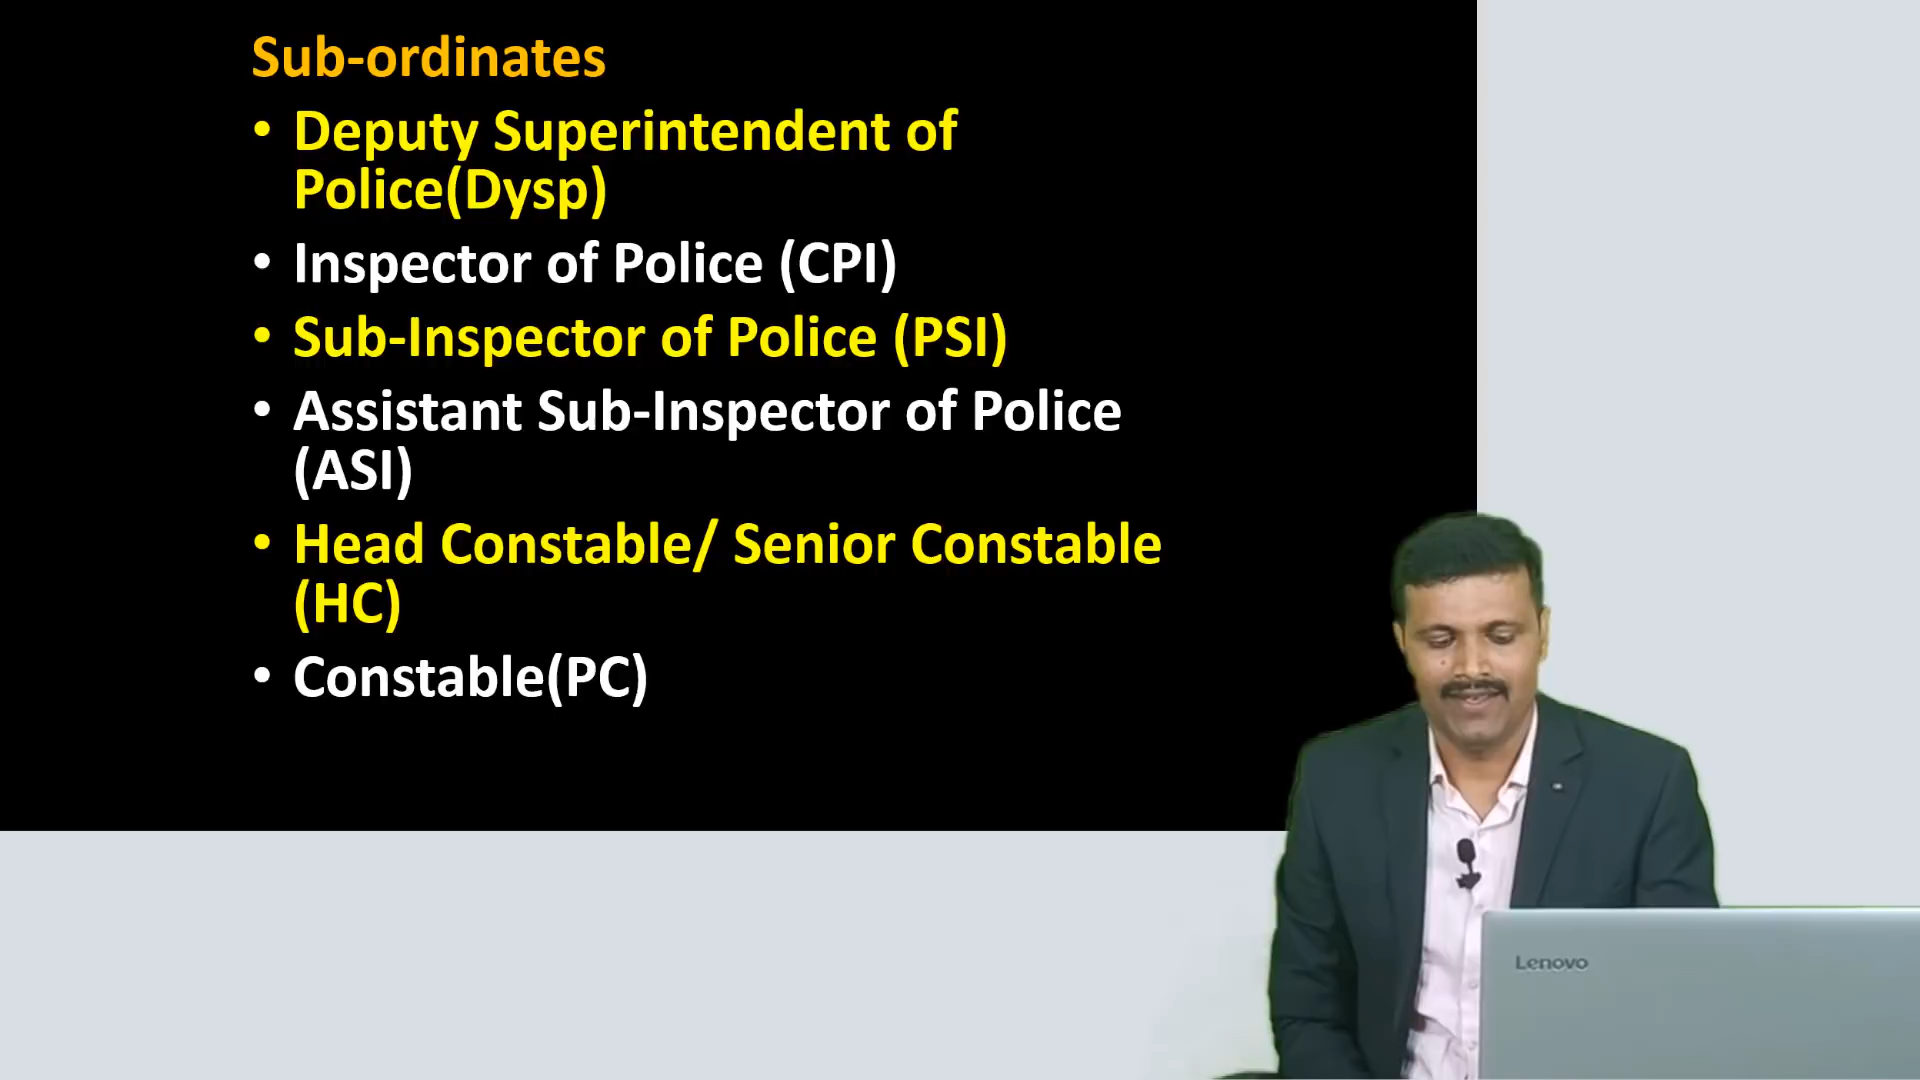 Sub-ordinates
• Deputy Superintendent of
Police(Dysp)
• Inspector of Police (CPI)
• Sub-Inspector of Police (PSI)
• Assistant Sub-Inspector of Police
(ASI)
• Head Constable/ Senior Constable
(HC)
• Constable(PC)
Lenovo